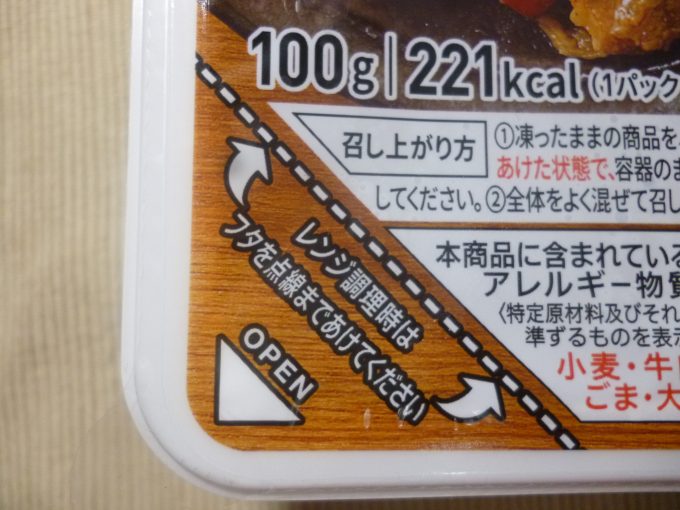 100g 221kcal (1パック
召し上がり方
①凍ったままの商品を
あけた状態で、容器のま
してください。②全体をよく混ぜて召し
レンジ調理時は
フタを点線まであけてください
OPEN
本商品に含まれている
アレルギー物質
〈特定原材料及びそれ
準ずるものを表示
小麦・牛
ごま・大